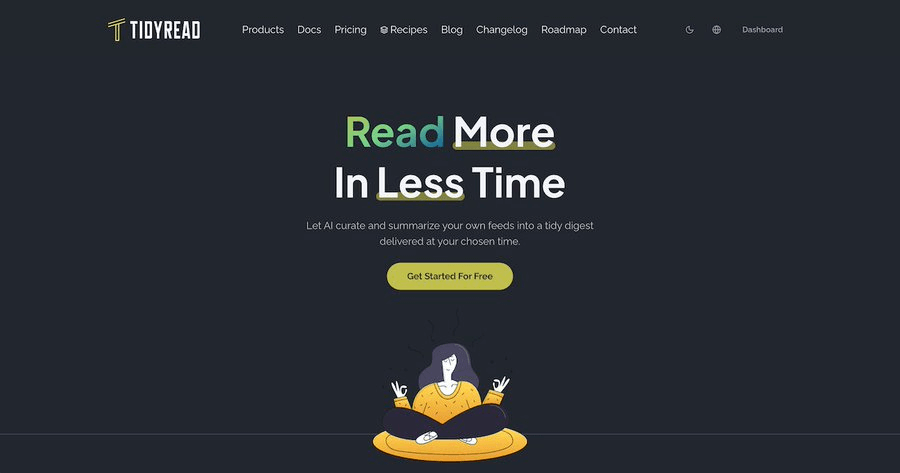 TIDYREAD
Products Docs Pricing Recipes Blog Changelog Roadmap Contact Dashboard
Read More
In Less Time
Let AI curate and summarize your own feeds into a tidy digest
delivered at your chosen time.
Get Started For Free